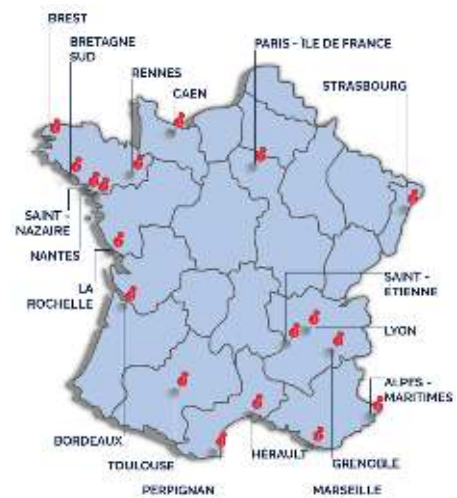 BREST
BRETAGNE
SUD
RENNES
CAEN
PARIS - ÎLE DE FRANCE
STRASBOURG
SAINT -
NAZAIRE
NANTES
LA
ROCHELLE
SAINT -
ETIENNE
LYON
ALPES -
MARITIMES
BORDEAUX
TOULOUSE
HÉRAULT
GRENOBLE
PERPIGNAN
MARSEILLE